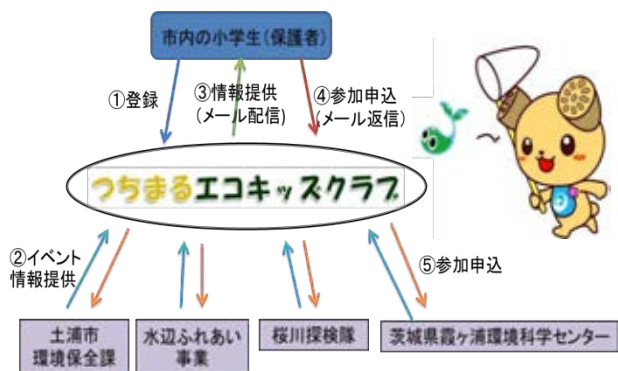 市内の小学生(保護者)
①登録
③情報提供
(メール配信)
④参加申込
(メール返信)
つちまるエコキッズクラブ
②イベント
情報提供
⑤参加申込
土浦市
環境保全課
水辺ふれあい
事業
桜川探検隊
茨城県霞ヶ浦環境科学センター